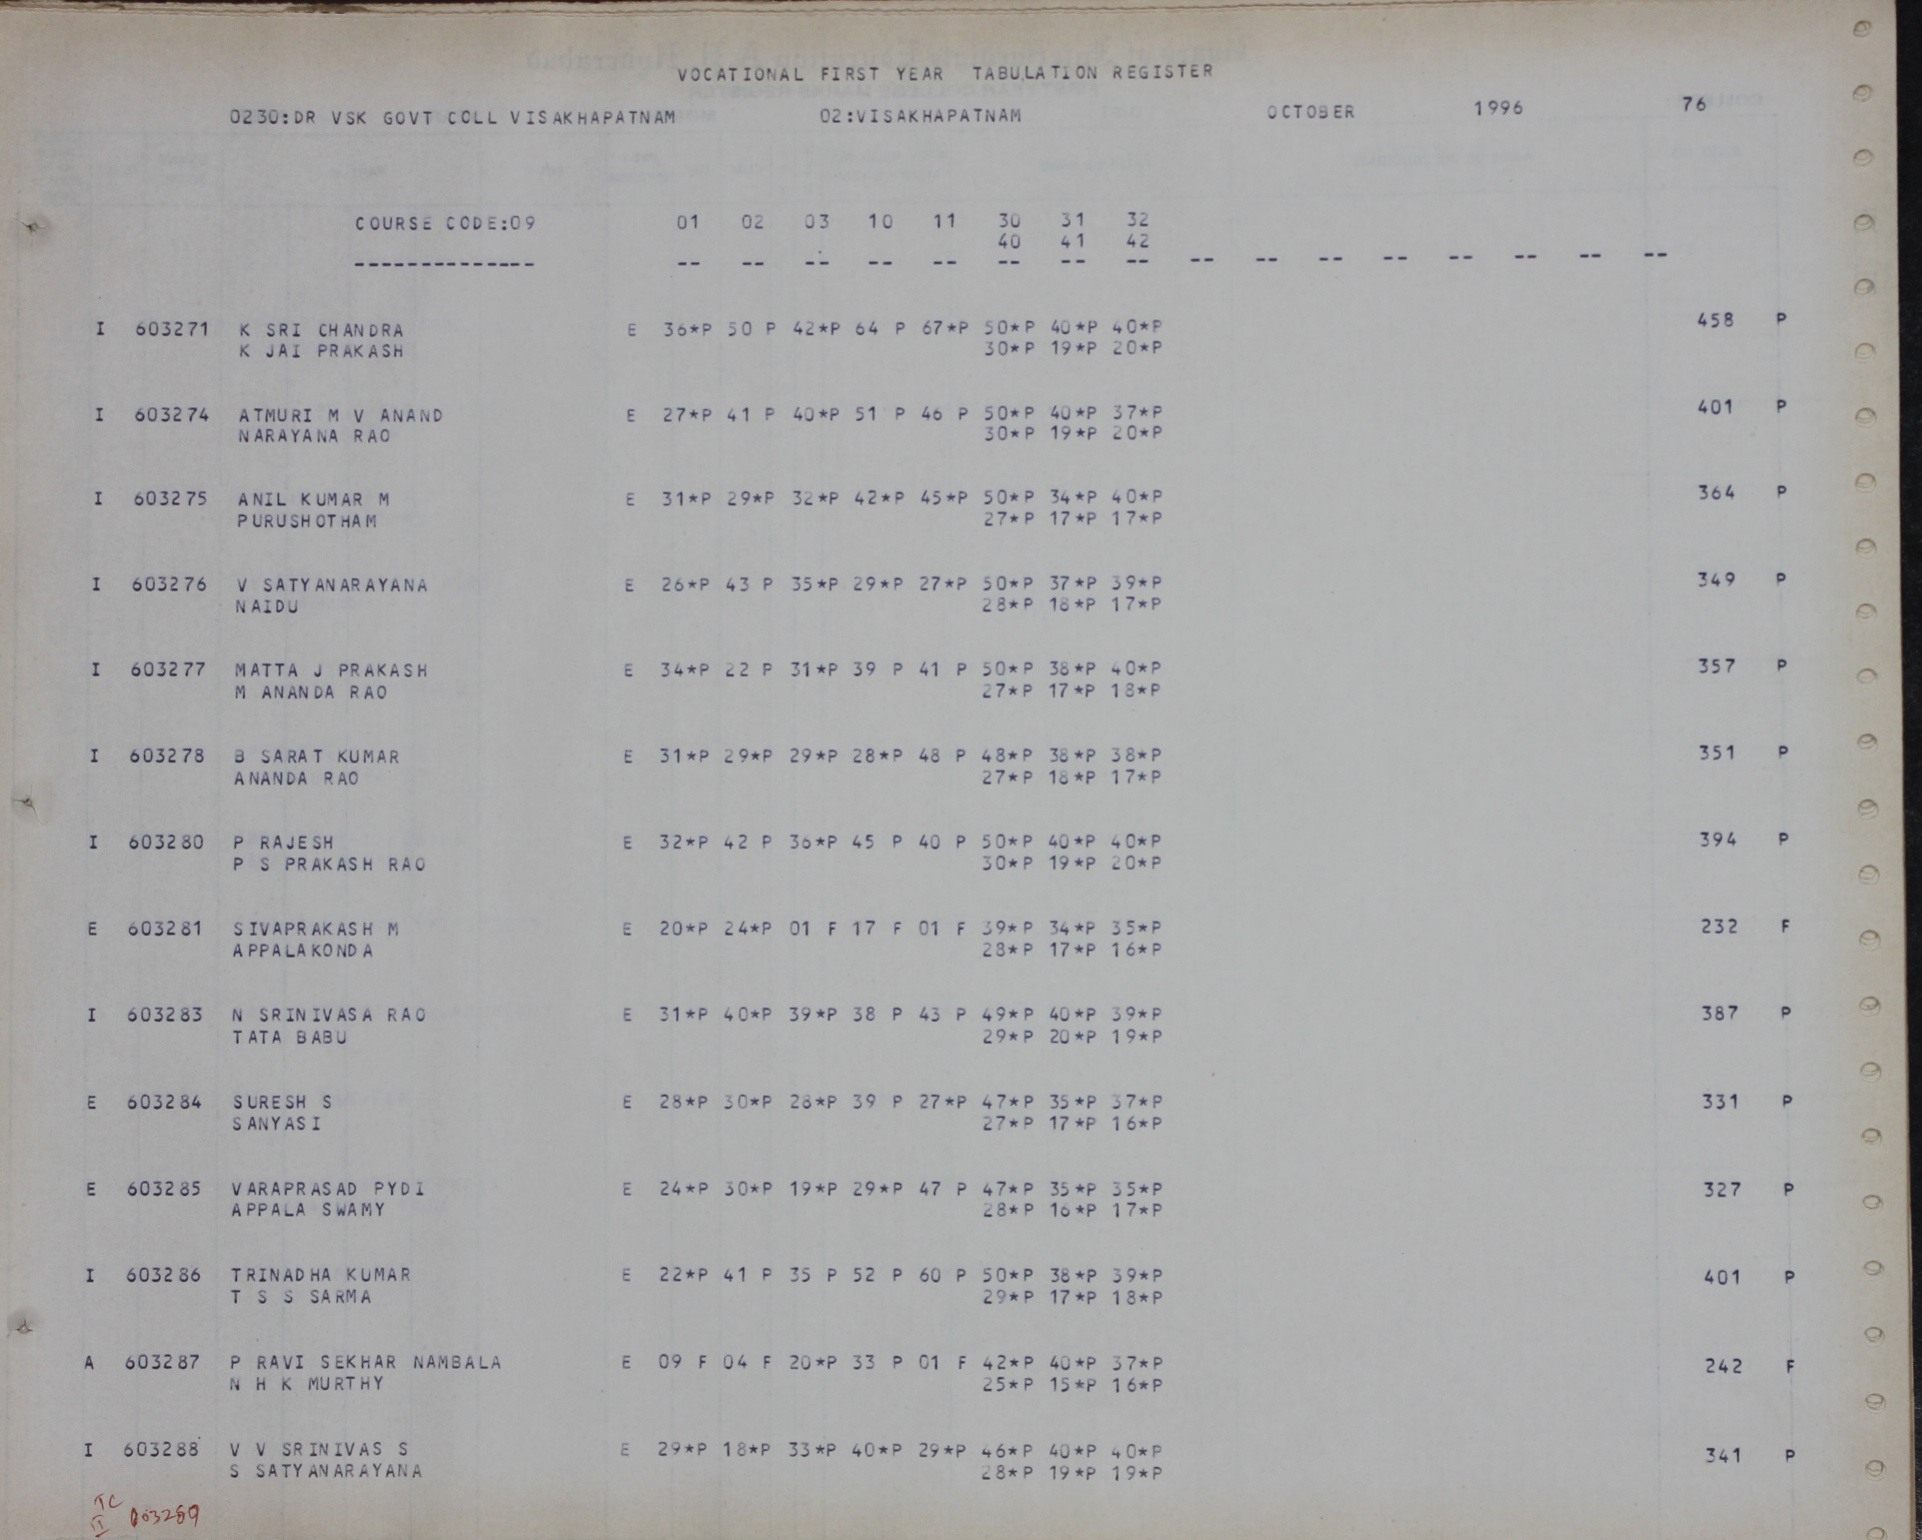 VOCATIONAL FIRST YEAR TABULATION REGISTER
0230:DR VSK GOVT COLL VISAKHAPATNAM 02:VISAKHAPATNAM OCTOBER 1996 76
COURSE CODE:09 01 02 03 10 11 30 31 32
40 41 42
-------------- -- -- -- -- -- -- -- -- -- -- -- -- -- -- -- --
I 603271 K SRI CHANDRA E 36*P 50 P 42*P 64 P 67*P 50*P 40*P 40*P 458 P
K JAI PRAKASH 30*P 19*P 20*P
I 603274 ATMURI M V ANAND E 27*P 41 P 40*P 51 P 46 P 50*P 40*P 37*P 401 P
NARAYANA RAO 30*P 19*P 20*P
I 603275 ANIL KUMAR M E 31*P 29*P 32*P 42*P 45*P 50*P 34*P 40*P 364 P
PURUSHOTHAM 27*P 17*P 17*P
I 603276 V SATYANARAYANA E 26*P 43 P 35*P 29*P 27*P 50*P 37*P 39*P 349 P
NAIDU 28*P 18*P 17*P
I 603277 MATTA J PRAKASH E 34*P 22 P 31*P 39 P 41 P 50*P 38*P 40*P 357 P
M ANANDA RAO 27*P 17*P 18*P
I 603278 B SARAT KUMAR E 31*P 29*P 29*P 28*P 48 P 48*P 38*P 38*P 351 P
ANANDA RAO 27*P 18*P 17*P
I 603280 P RAJESH E 32*P 42 P 36*P 45 P 40 P 50*P 40*P 40*P 394 P
P S PRAKASH RAO 30*P 19*P 20*P
E 603281 SIVAPRAKASH M E 20*P 24*P 01 F 17 F 01 F 39*P 34*P 35*P 232 F
APPALAKONDA 28*P 17*P 16*P
I 603283 N SRINIVASA RAO E 31*P 40*P 39*P 38 P 43 P 49*P 40*P 39*P 387 P
TATA BABU 29*P 20*P 19*P
E 603284 SURESH S E 28*P 30*P 28*P 39 P 27*P 47*P 35*P 37*P 331 P
SANYASI 27*P 17*P 16*P
E 603285 VARAPRASAD PYDI E 24*P 30*P 19*P 29*P 47 P 47*P 35*P 35*P 327 P
APPALA SWAMY 28*P 16*P 17*P
I 603286 TRINADHA KUMAR E 22*P 41 P 35 P 52 P 60 P 50*P 38*P 39*P 401 P
T S S SARMA 29*P 17*P 18*P
A 603287 P RAVI SEKHAR NAMBALA E 09 F 04 F 20*P 33 P 01 F 42*P 40*P 37*P 242 F
N H K MURTHY 25*P 15*P 16*P
I 603288 V V SRINIVAS S E 29*P 18*P 33*P 40*P 29*P 46*P 40*P 40*P 341 P
S SATYANARAYANA 28*P 19*P 19*P
TC
II 603289